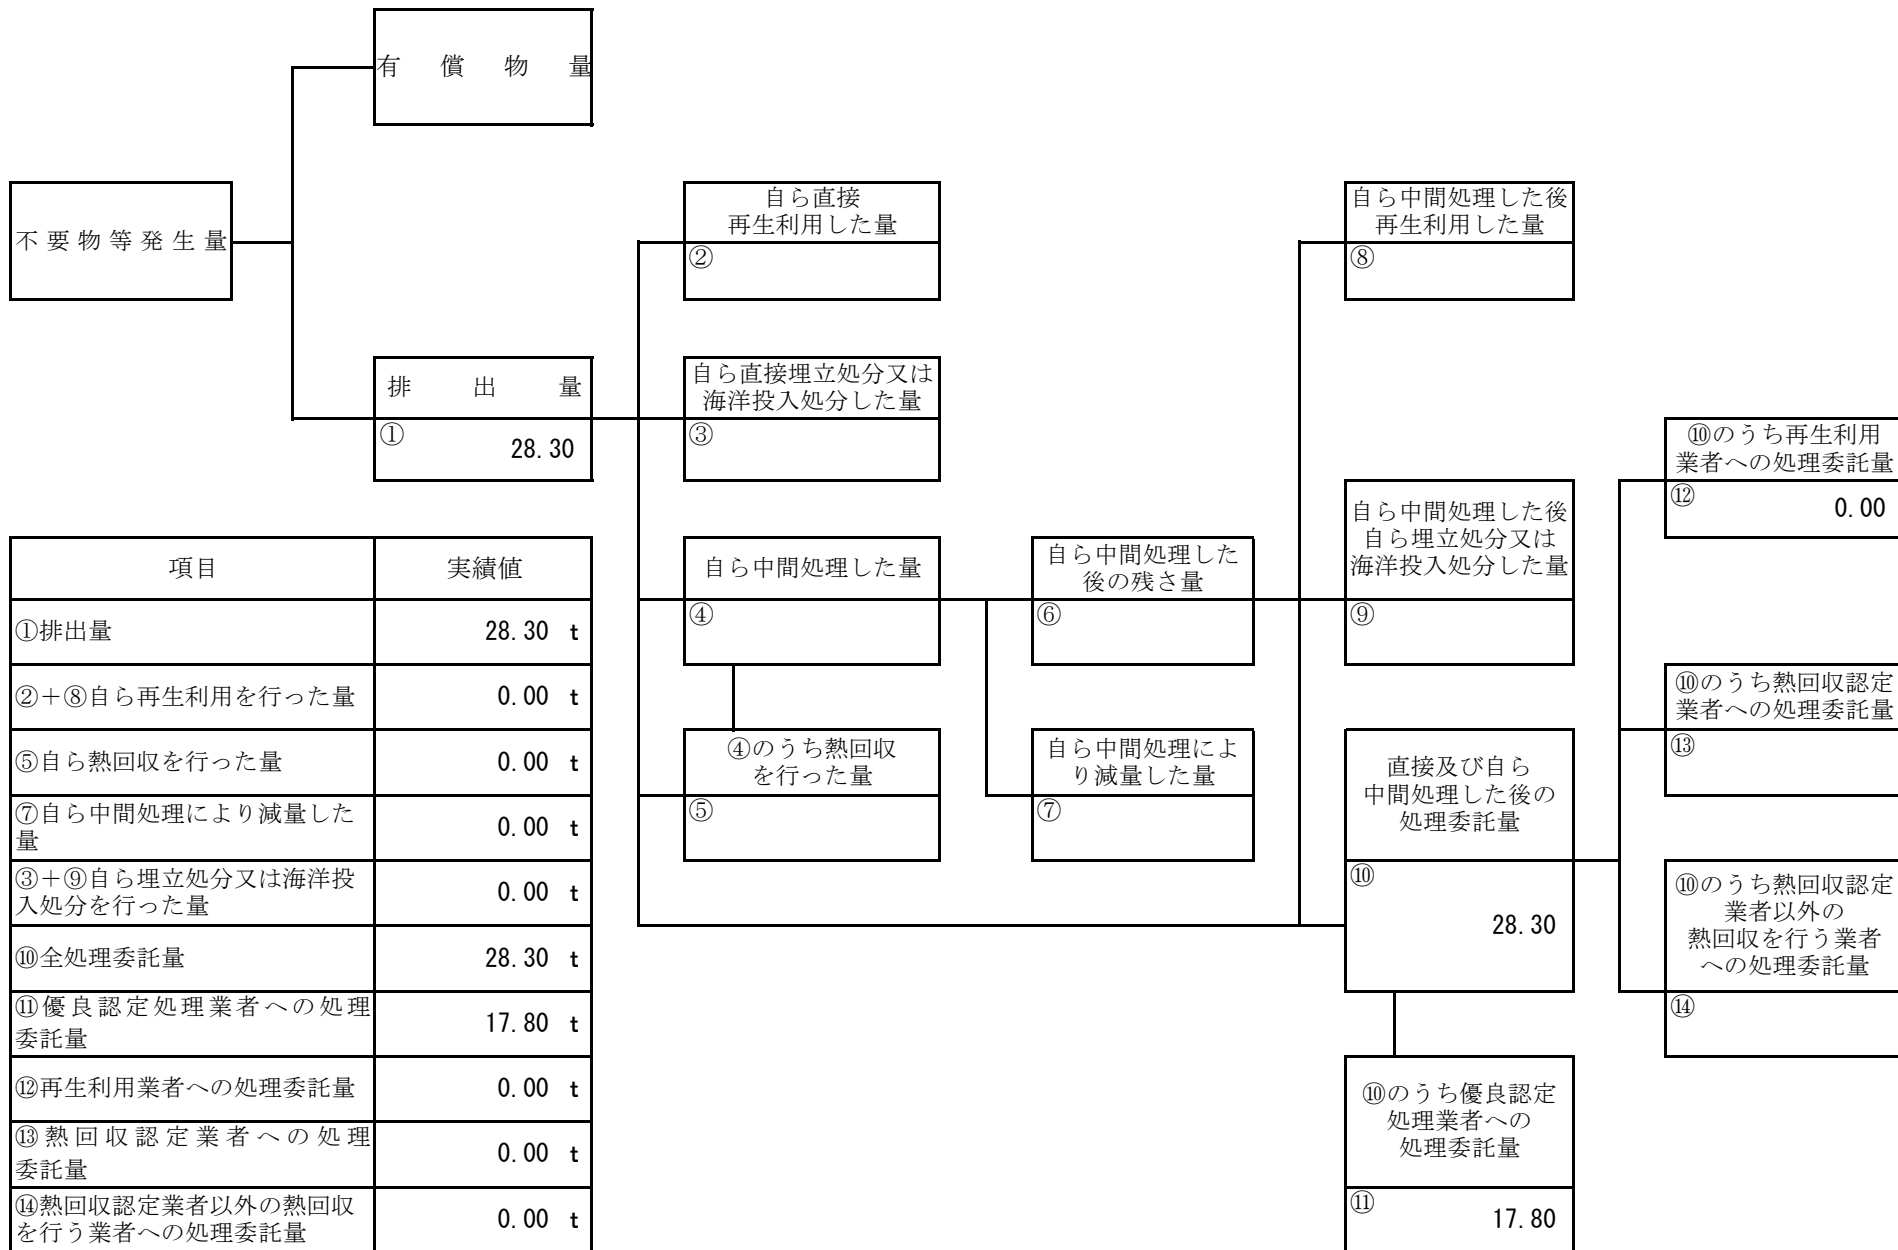 有償物量
不要物等発生量
排出量
①
28.30
自ら直接
再生利用した量
②
自ら直接埋立処分又は
海洋投入処分した量
③
自ら中間処理した量
④
④のうち熱回収
を行った量
⑤
自ら中間処理した
後の残さ量
⑥
自ら中間処理によ
り減量した量
⑦
自ら中間処理した後
再生利用した量
⑧
自ら中間処理した後
自ら埋立処分又は
海洋投入処分した量
⑨
直接及び自ら
中間処理した後の
処理委託量
⑩
28.30
⑩のうち優良認定
処理業者への
処理委託量
⑪
17.80
⑩のうち再生利用
業者への処理委託量
⑫
0.00
⑩のうち熱回収認定
業者への処理委託量
⑬
⑩のうち熱回収認定
業者以外の
熱回収を行う業者
への処理委託量
⑭
項目 実績値
①排出量 28.30 t
②+⑧自ら再生利用を行った量 0.00 t
⑤自ら熱回収を行った量 0.00 t
⑦自ら中間処理により減量した
量 0.00 t
③+⑨自ら埋立処分又は海洋投
入処分を行った量 0.00 t
⑩全処理委託量 28.30 t
⑪優良認定処理業者への処理
委託量 17.80 t
⑫再生利用業者への処理委託量 0.00 t
⑬熱回収認定業者への処理
委託量 0.00 t
⑭熱回収認定業者以外の熱回収
を行う業者への処理委託量 0.00 t